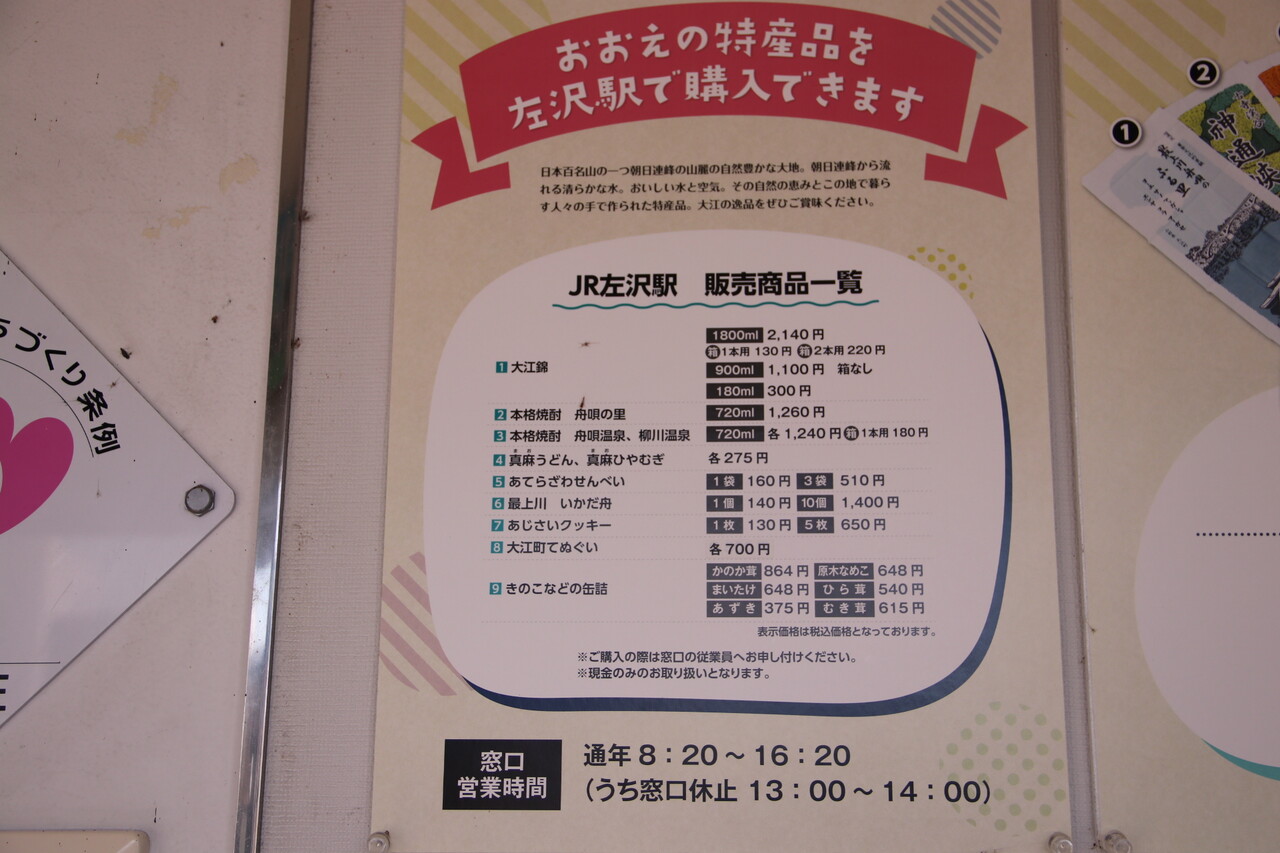 おおえの特産品を
左沢駅で購入できます
日本百名山の一つ朝日連峰の山麓の自然豊かな大地。朝日連峰から流
れる清らかな水。おいしい水と空気。その自然の恵みとこの地で暮ら
す人々の手で作られた特産品。大江の逸品をぜひご賞味ください。
JR左沢駅 販売商品一覧
1800ml 2,140円
箱1本用 130円 箱2本用 220円
1 大江錦
900ml 1,100円 箱なし
180ml 300円
2 本格焼酎 舟唄の里 720ml 1,260円
3 本格焼酎 舟唄温泉、柳川温泉 720ml 各1,240円 箱1本用 180円
4 真麻うどん、真麻ひやむぎ 各275円
5 あてらざわせんべい 1袋 160円 3袋 510円
6 最上川 いかだ舟 1個 140円 10個 1,400円
7 あじさいクッキー 1枚 130円 5枚 650円
8 大江町てぬぐい 各700円
かのか茸 864円 原木なめこ 648円
9 きのこなどの缶詰 まいたけ 648円 ひら茸 540円
あずき 375円 むき茸 615円
表示価格は税込価格となっております。
※ご購入の際は窓口の従業員へお申し付けください。
※現金のみのお取り扱いとなります。
窓口
営業時間
通年 8：20～16：20
（うち窓口休止 13：00～14：00）
づくり条例
1
2
神通峡
ふる里